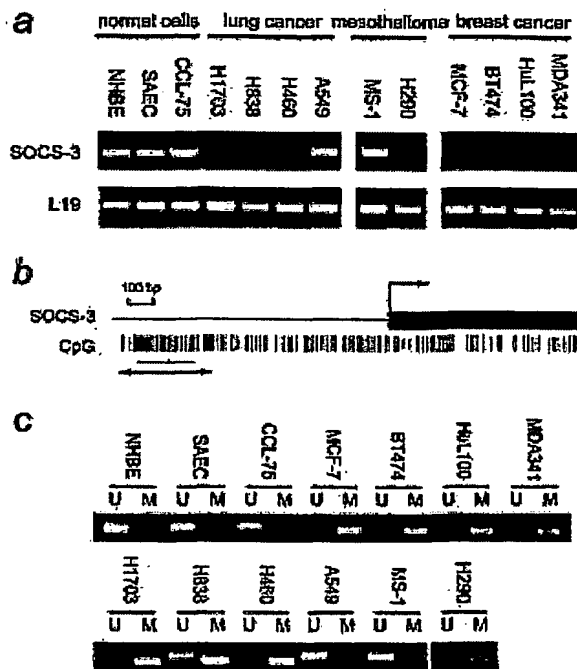 a
normal cells lung cancer mesothelioma breast cancer
NHBE SAEC CCL-75 H1703 H838 H460 A549 MS-1 H290 MCF-7 BT474 HuL100 MDA341
SOCS-3
L19
b
100 bp
SOCS-3
CpG
c
NHBE SAEC CCL-75 MCF-7 BT474 HuL100 MDA341
U M U M U M U M U M U M U M
H1703 H838 H460 A549 MS-1 H290
U M U M U M U M U M U M